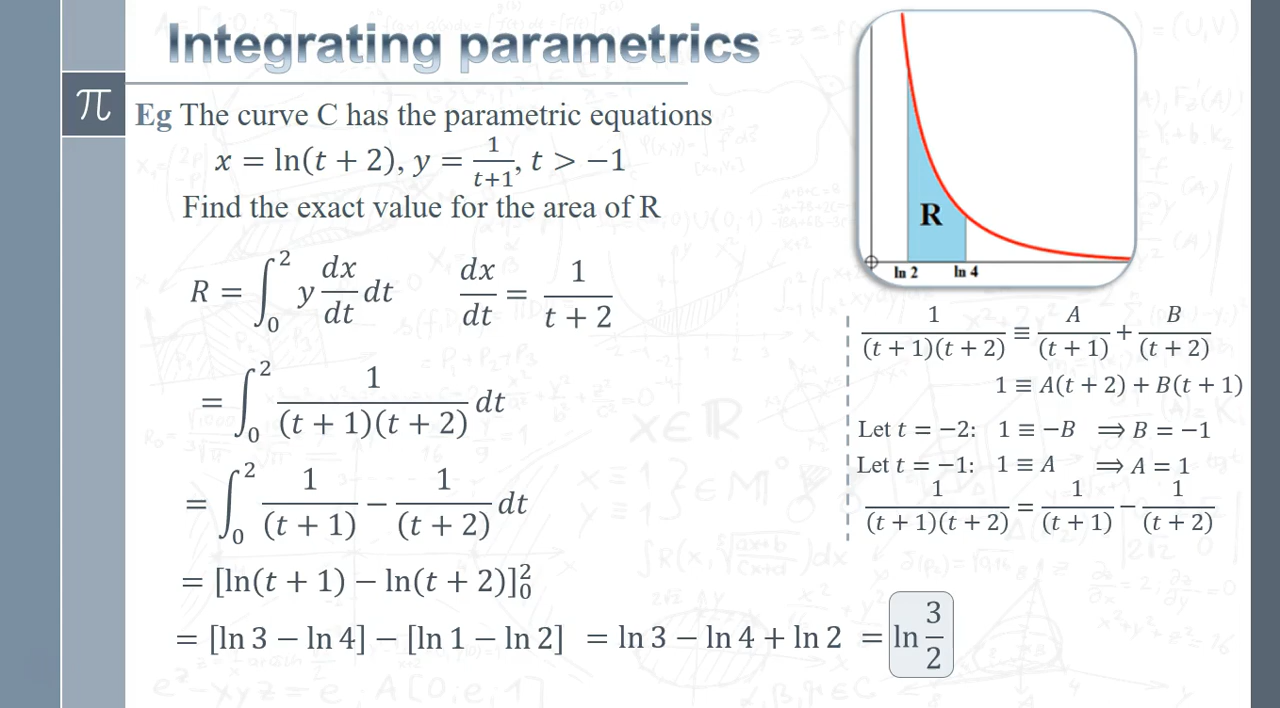 Integrating parametrics
π
Eg The curve C has the parametric equations
x = ln(t + 2), y = 1/(t+1), t > −1
Find the exact value for the area of R
R = ∫₀² y dx/dt dt    dx/dt = 1/(t + 2)
= ∫₀² 1/((t + 1)(t + 2)) dt
= ∫₀² 1/(t + 1) − 1/(t + 2) dt
= [ln(t + 1) − ln(t + 2)]₀²
= [ln 3 − ln 4] − [ln 1 − ln 2] = ln 3 − ln 4 + ln 2 = ln 3/2
R
ln 2    ln 4
1/((t + 1)(t + 2)) ≡ A/(t + 1) + B/(t + 2)
1 ≡ A(t + 2) + B(t + 1)
Let t = −2: 1 ≡ −B ⟹ B = −1
Let t = −1: 1 ≡ A ⟹ A = 1
1/((t + 1)(t + 2)) = 1/(t + 1) − 1/(t + 2)